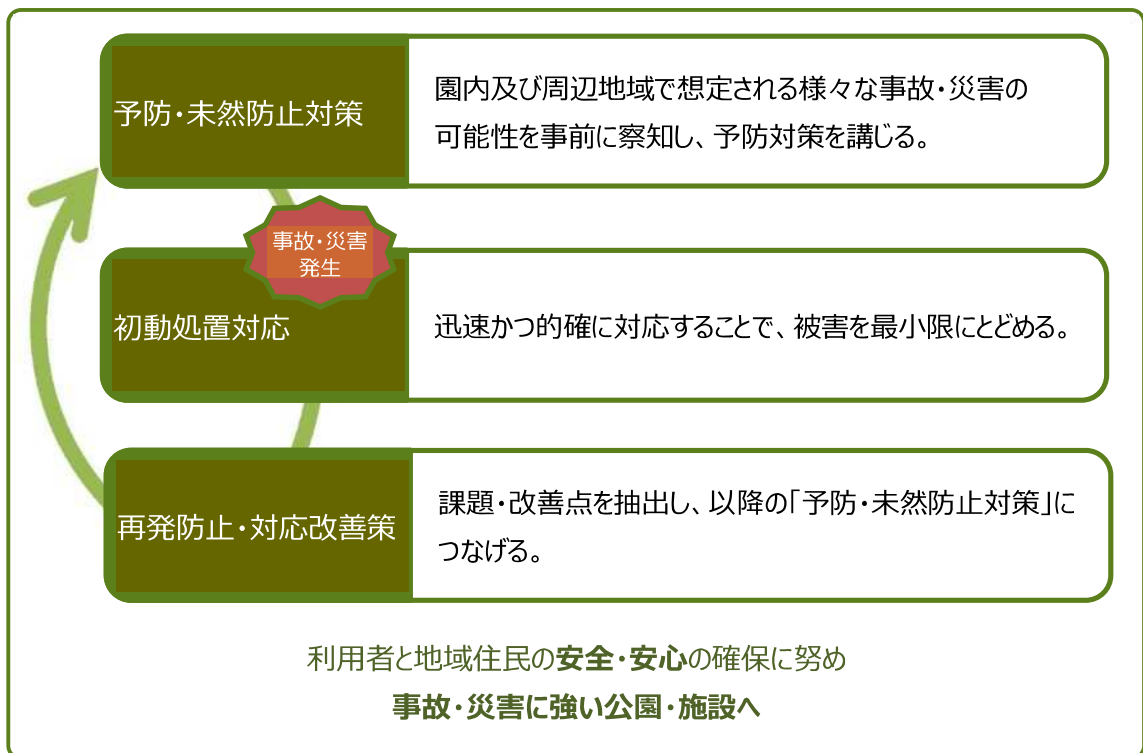 予防・未然防止対策
園内及び周辺地域で想定される様々な事故・災害の
可能性を事前に察知し、予防対策を講じる。
事故・災害
発生
初動処置対応
迅速かつ的確に対応することで、被害を最小限にとどめる。
再発防止・対応改善策
課題・改善点を抽出し、以降の「予防・未然防止対策」に
つなげる。
利用者と地域住民の安全・安心の確保に努め
事故・災害に強い公園・施設へ